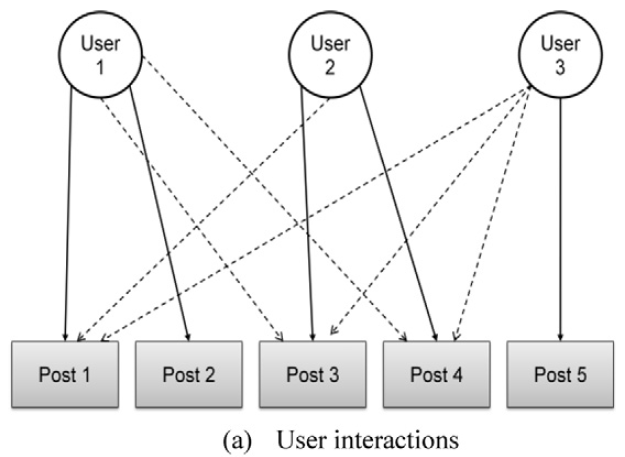 User
1
User
2
User
3
Post 1
Post 2
Post 3
Post 4
Post 5
(a) User interactions